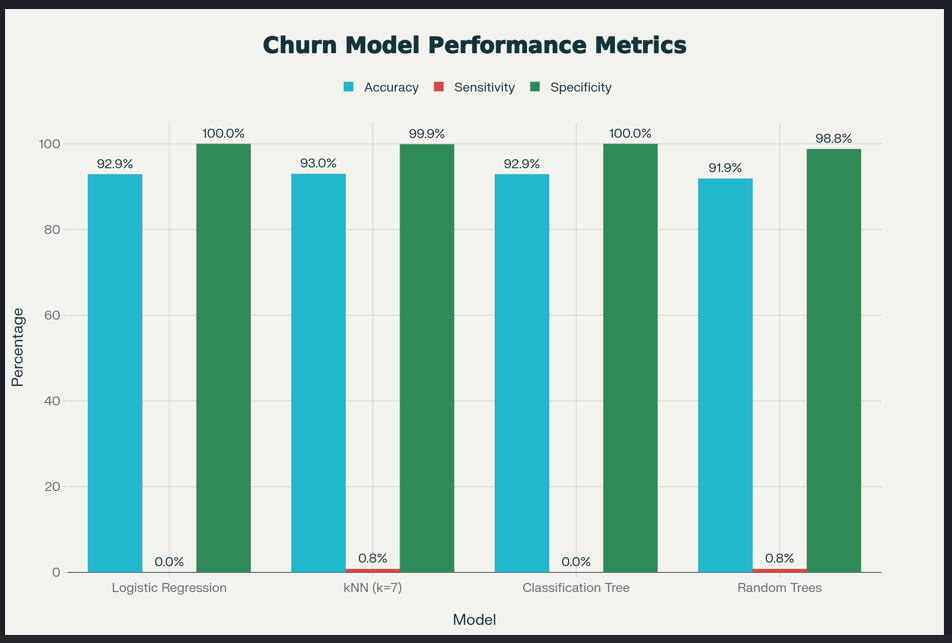 Churn Model Performance Metrics
Accuracy Sensitivity Specificity
100.0% 99.9% 100.0% 98.8%
92.9% 93.0% 92.9% 91.9%
0.0% 0.8% 0.0% 0.8%
100
80
60
40
20
0
Percentage
Logistic Regression kNN (k=7) Classification Tree Random Trees
Model